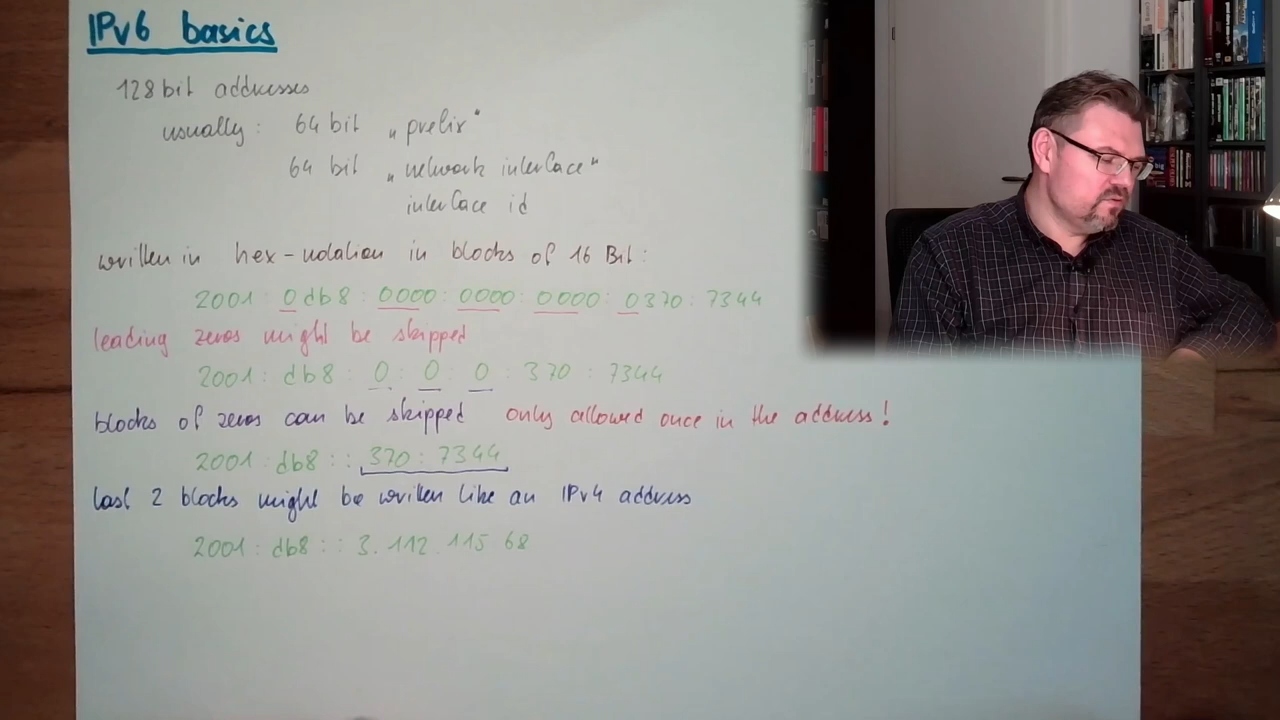 IPv6 basics
128 bit addresses
usually: 64 bit „prefix"
64 bit „network interface"
interface id
written in hex-notation in blocks of 16 Bit:
2001 : 0db8 : 0000 : 0000 : 0000 : 0370 : 7344
leading zeros might be skipped
2001 : db8 : 0 : 0 : 0 : 370 : 7344
blocks of zeros can be skipped only allowed once in the address!
2001 : db8 : : 370 : 7344
last 2 blocks might be written like an IPv4 address
2001 : db8 : : 3. 112. 115 68